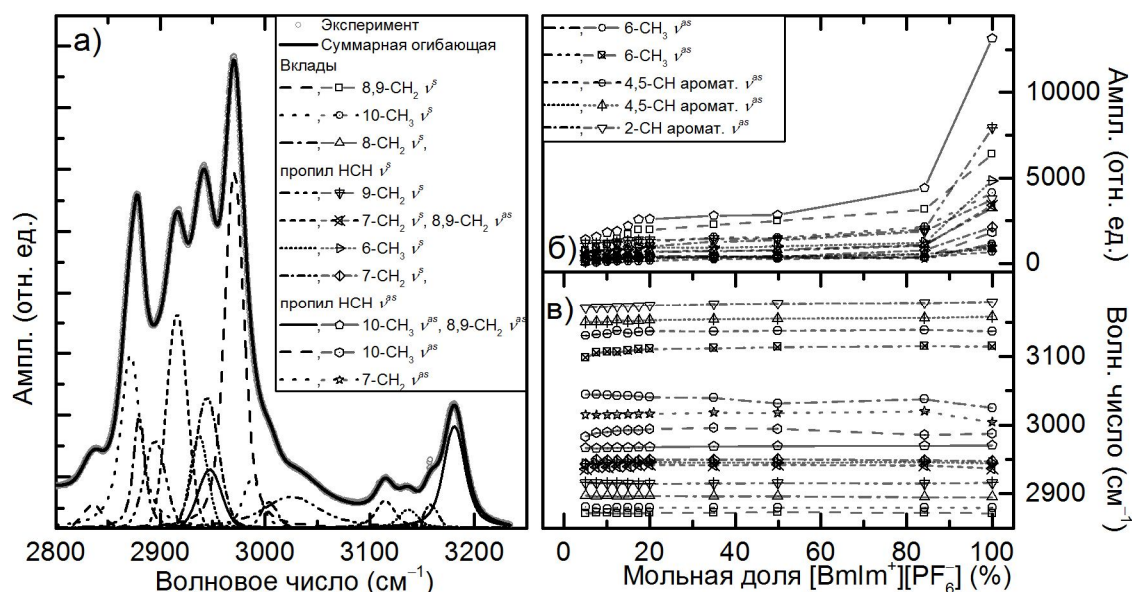 а)
Ампл. (отн. ед.)
Эксперимент
Суммарная огибающая
Вклады
8,9-CH₂ νˢ
10-CH₃ νˢ
8-CH₂ νˢ,
пропил HCH νˢ
9-CH₂ νˢ
7-CH₂ νˢ, 8,9-CH₂ νᵃˢ
6-CH₃ νˢ
7-CH₂ νˢ,
пропил HCH νᵃˢ
10-CH₃ νᵃˢ, 8,9-CH₂ νᵃˢ
10-CH₃ νᵃˢ
7-CH₂ νᵃˢ
2800 2900 3000 3100 3200
Волновое число (см⁻¹)
6-CH₃ νᵃˢ
6-CH₃ νᵃˢ
4,5-CH аромат. νᵃˢ
4,5-CH аромат. νᵃˢ
2-CH аромат. νᵃˢ
б)
10000
5000
0
Ампл. (отн. ед.)
в)
3100
3000
2900
Волн. число (см⁻¹)
0 20 40 60 80 100
Мольная доля [BmIm⁺][PF₆⁻] (%)